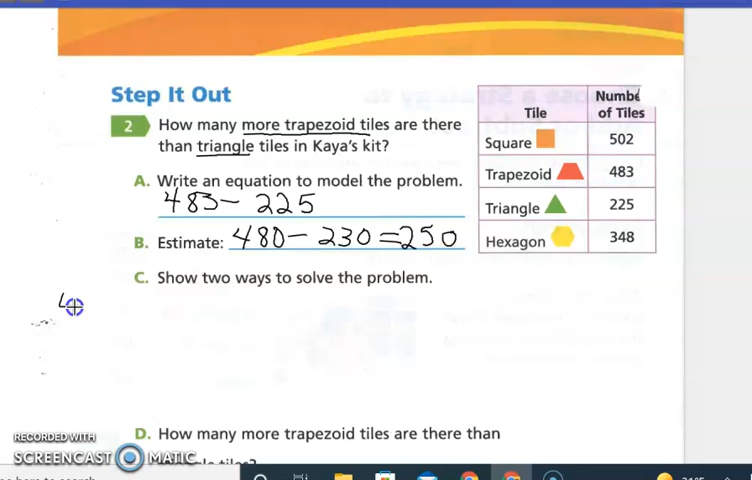 Step It Out
2 How many more trapezoid tiles are there
than triangle tiles in Kaya's kit?
A. Write an equation to model the problem.
483 - 225
B. Estimate: 480 - 230 = 250
C. Show two ways to solve the problem.
Tile Numbe of Tiles
Square 502
Trapezoid 483
Triangle 225
Hexagon 348
D. How many more trapezoid tiles are there than
RECORDED WITH
SCREENCAST MATIC